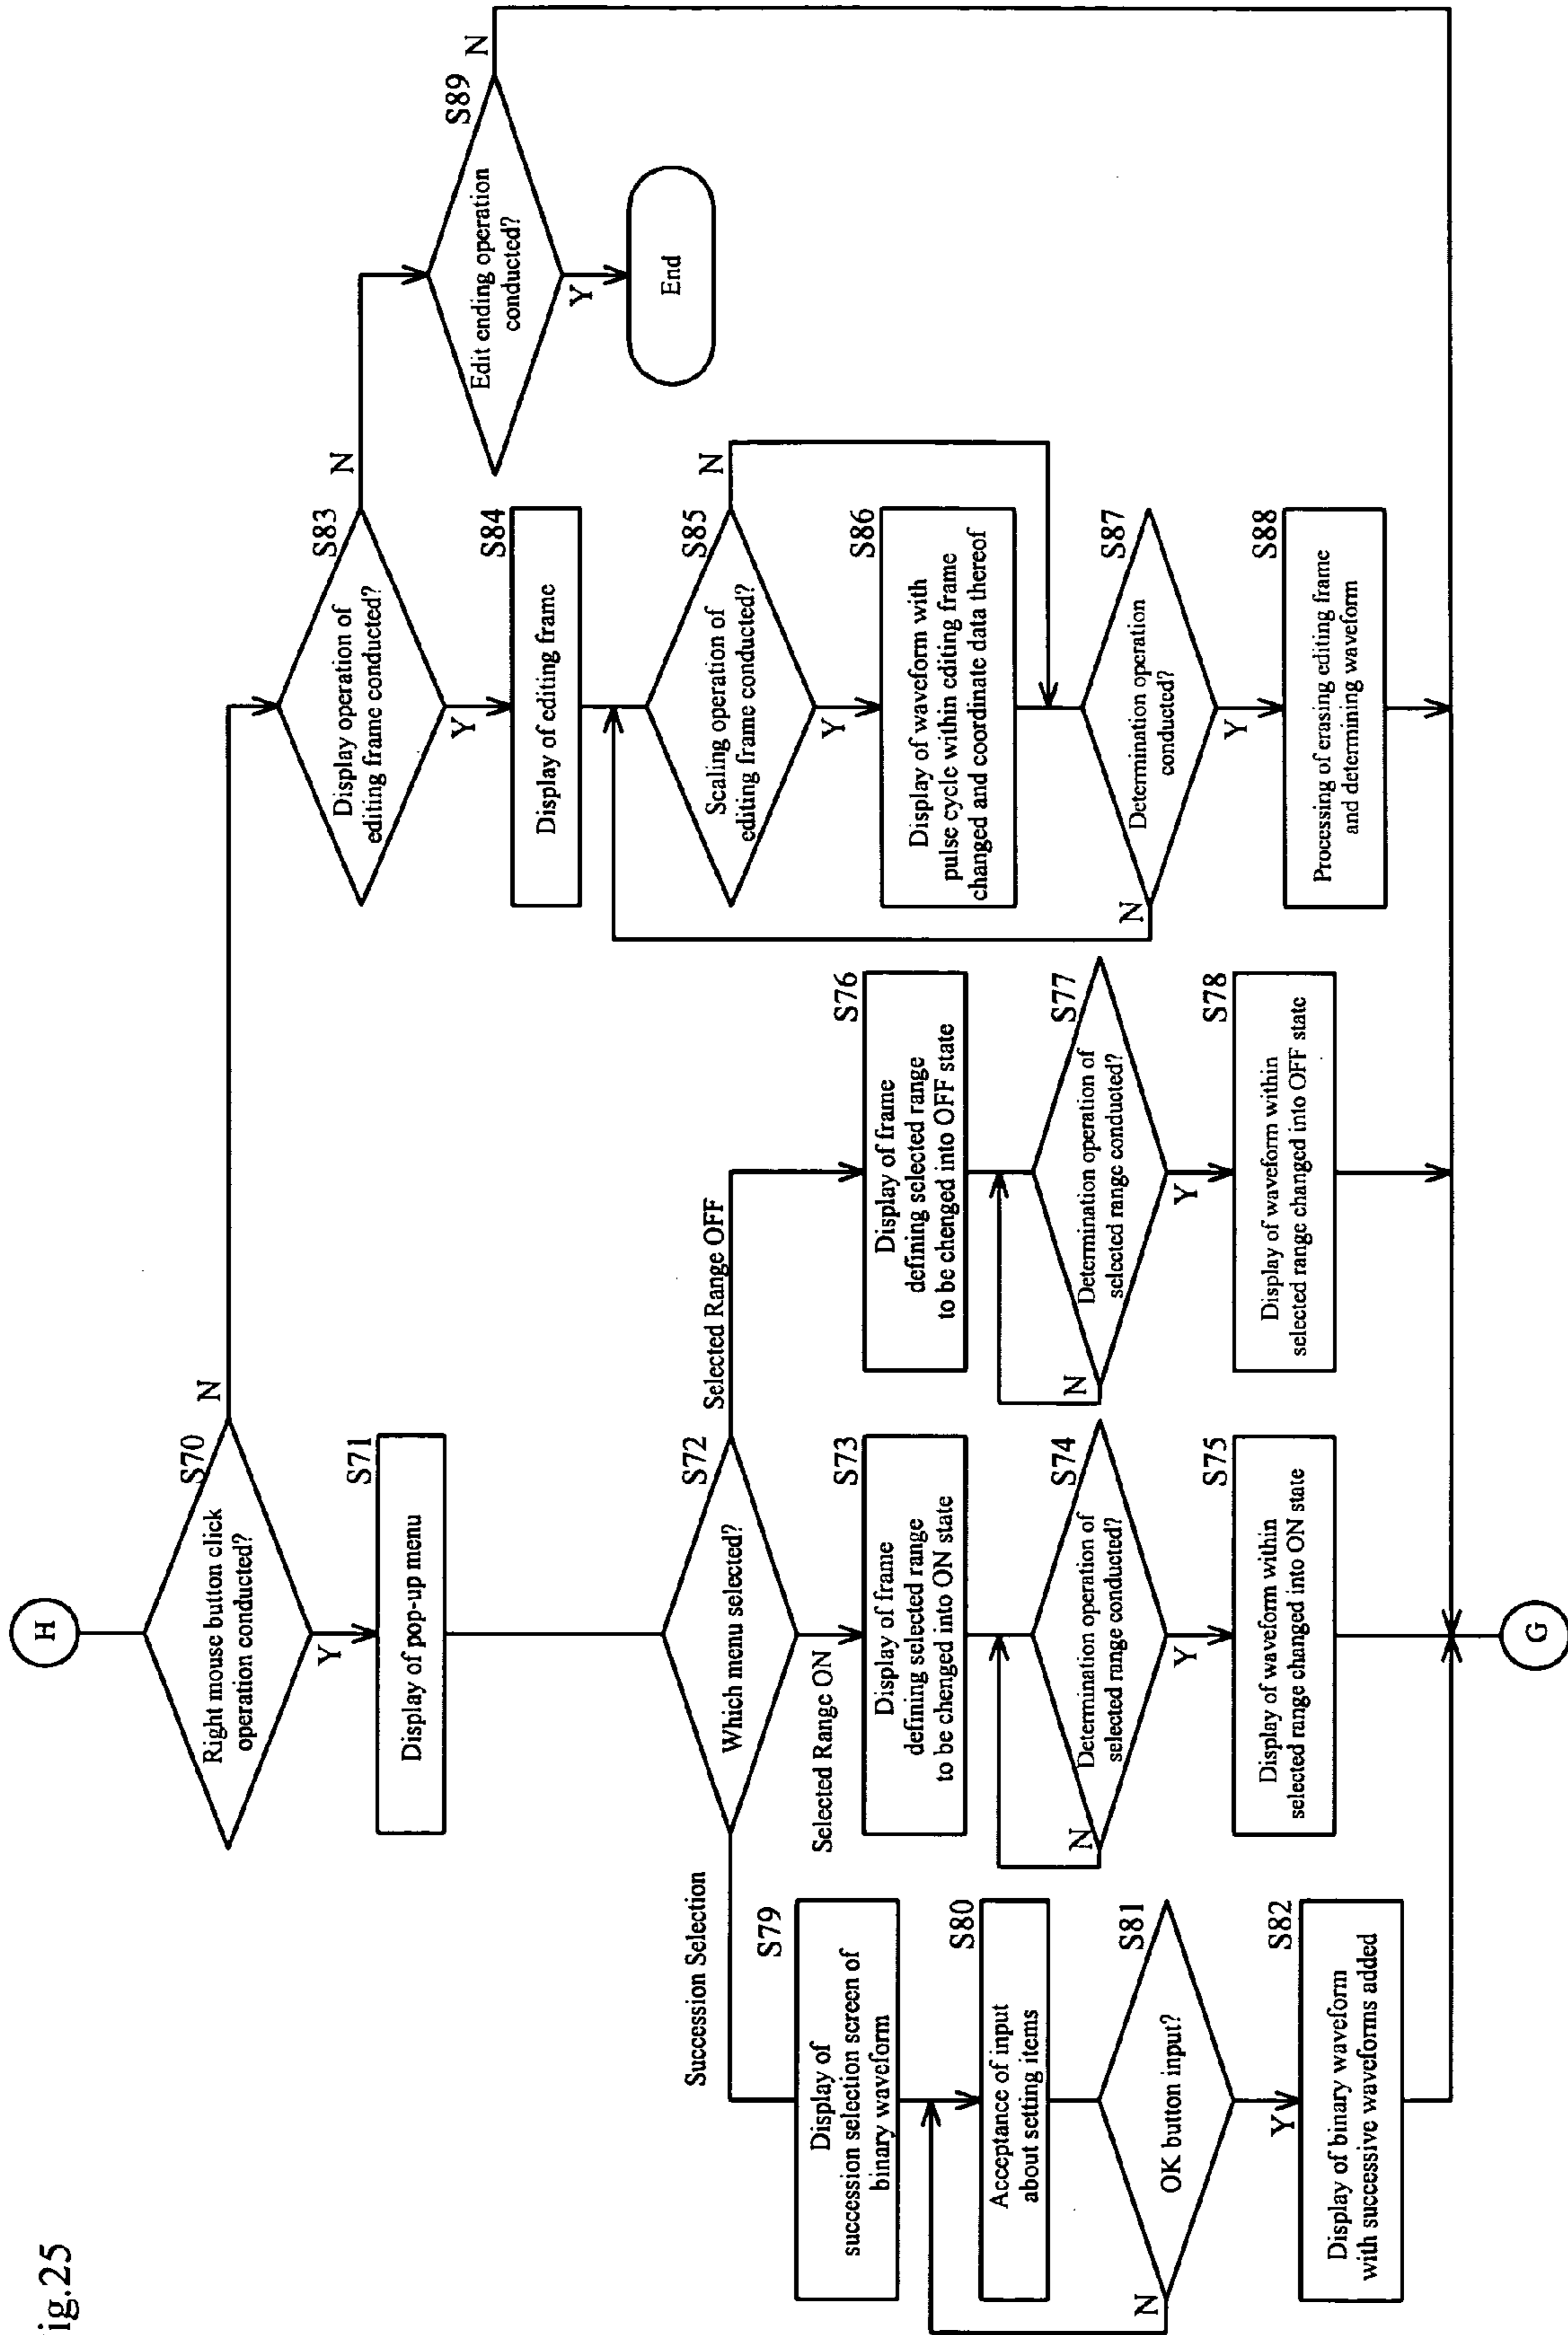 ig.25
H
S70
Right mouse button click
operation conducted?
N
Y
S71
Display of pop-up menu
S72
Which menu selected?
Succession Selection
Selected Range ON
Selected Range OFF
S79
Display of
succession selection screen of
binary waveform
S80
Acceptance of input
about setting items
S81
OK button input?
N
Y
S82
Display of binary waveform
with successive waveforms added
S73
Display of frame
defining selected range
to be chenged into ON state
S74
Determination operation of
selected range conducted?
N
Y
S75
Display of waveform within
selected range changed into ON state
S76
Display of frame
defining selected range
to be chenged into OFF state
S77
Determination operation of
selected range conducted?
N
Y
S78
Display of waveform within
selected range changed into OFF state
S83
Display operation of
editing frame conducted?
N
Y
S84
Display of editing frame
S85
Scaling operation of
editing frame conducted?
N
Y
S86
Display of waveform with
pulse cycle within editing frame
changed and coordinate data thereof
S87
Determination operation
conducted?
N
Y
S88
Processing of erasing editing frame
and determining waveform
S89
Edit ending operation
conducted?
N
Y
End
G